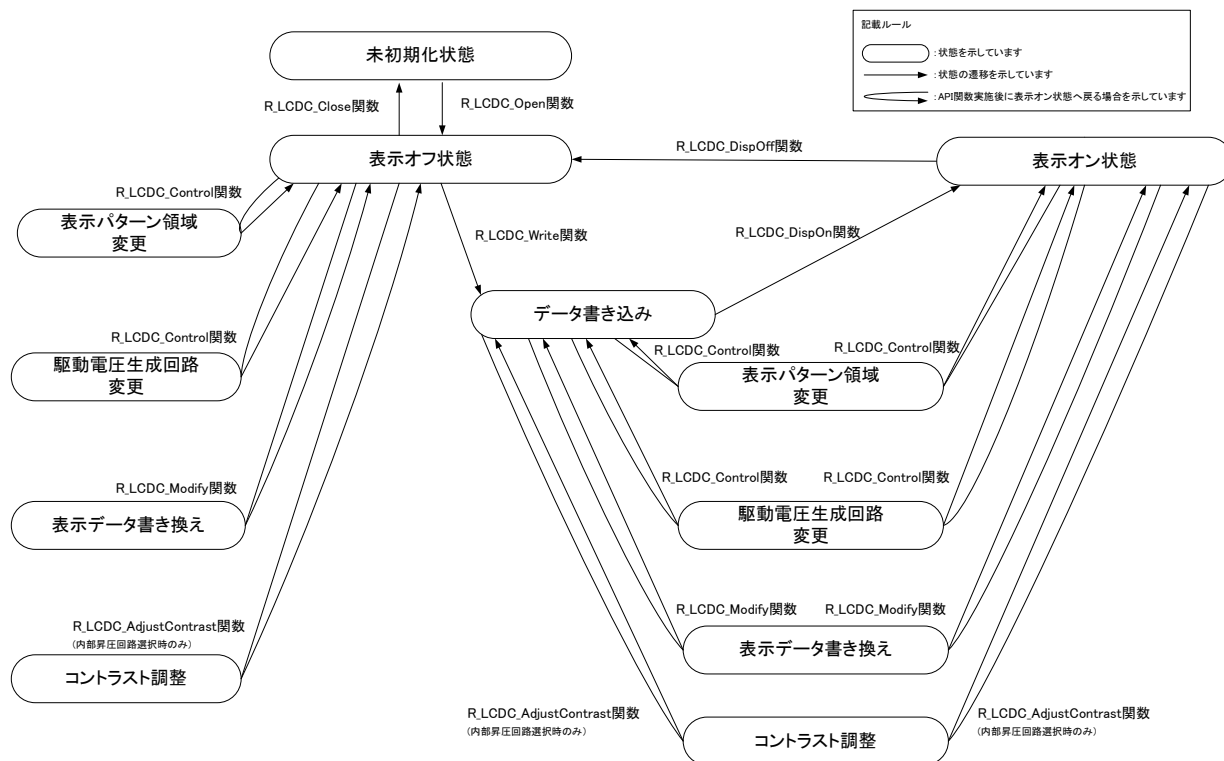 記載ルール
:状態を示しています
:状態の遷移を示しています
:API関数実施後に表示オン状態へ戻る場合を示しています
未初期化状態
R_LCDC_Close関数
R_LCDC_Open関数
表示オフ状態
R_LCDC_DispOff関数
表示オン状態
R_LCDC_Control関数
表示パターン領域
変更
R_LCDC_Write関数
R_LCDC_DispOn関数
データ書き込み
R_LCDC_Control関数
駆動電圧生成回路
変更
R_LCDC_Control関数
R_LCDC_Control関数
表示パターン領域
変更
R_LCDC_Modify関数
表示データ書き換え
R_LCDC_Control関数
R_LCDC_Control関数
駆動電圧生成回路
変更
R_LCDC_AdjustContrast関数
(内部昇圧回路選択時のみ)
コントラスト調整
R_LCDC_Modify関数
R_LCDC_Modify関数
表示データ書き換え
R_LCDC_AdjustContrast関数
(内部昇圧回路選択時のみ)
R_LCDC_AdjustContrast関数
(内部昇圧回路選択時のみ)
コントラスト調整